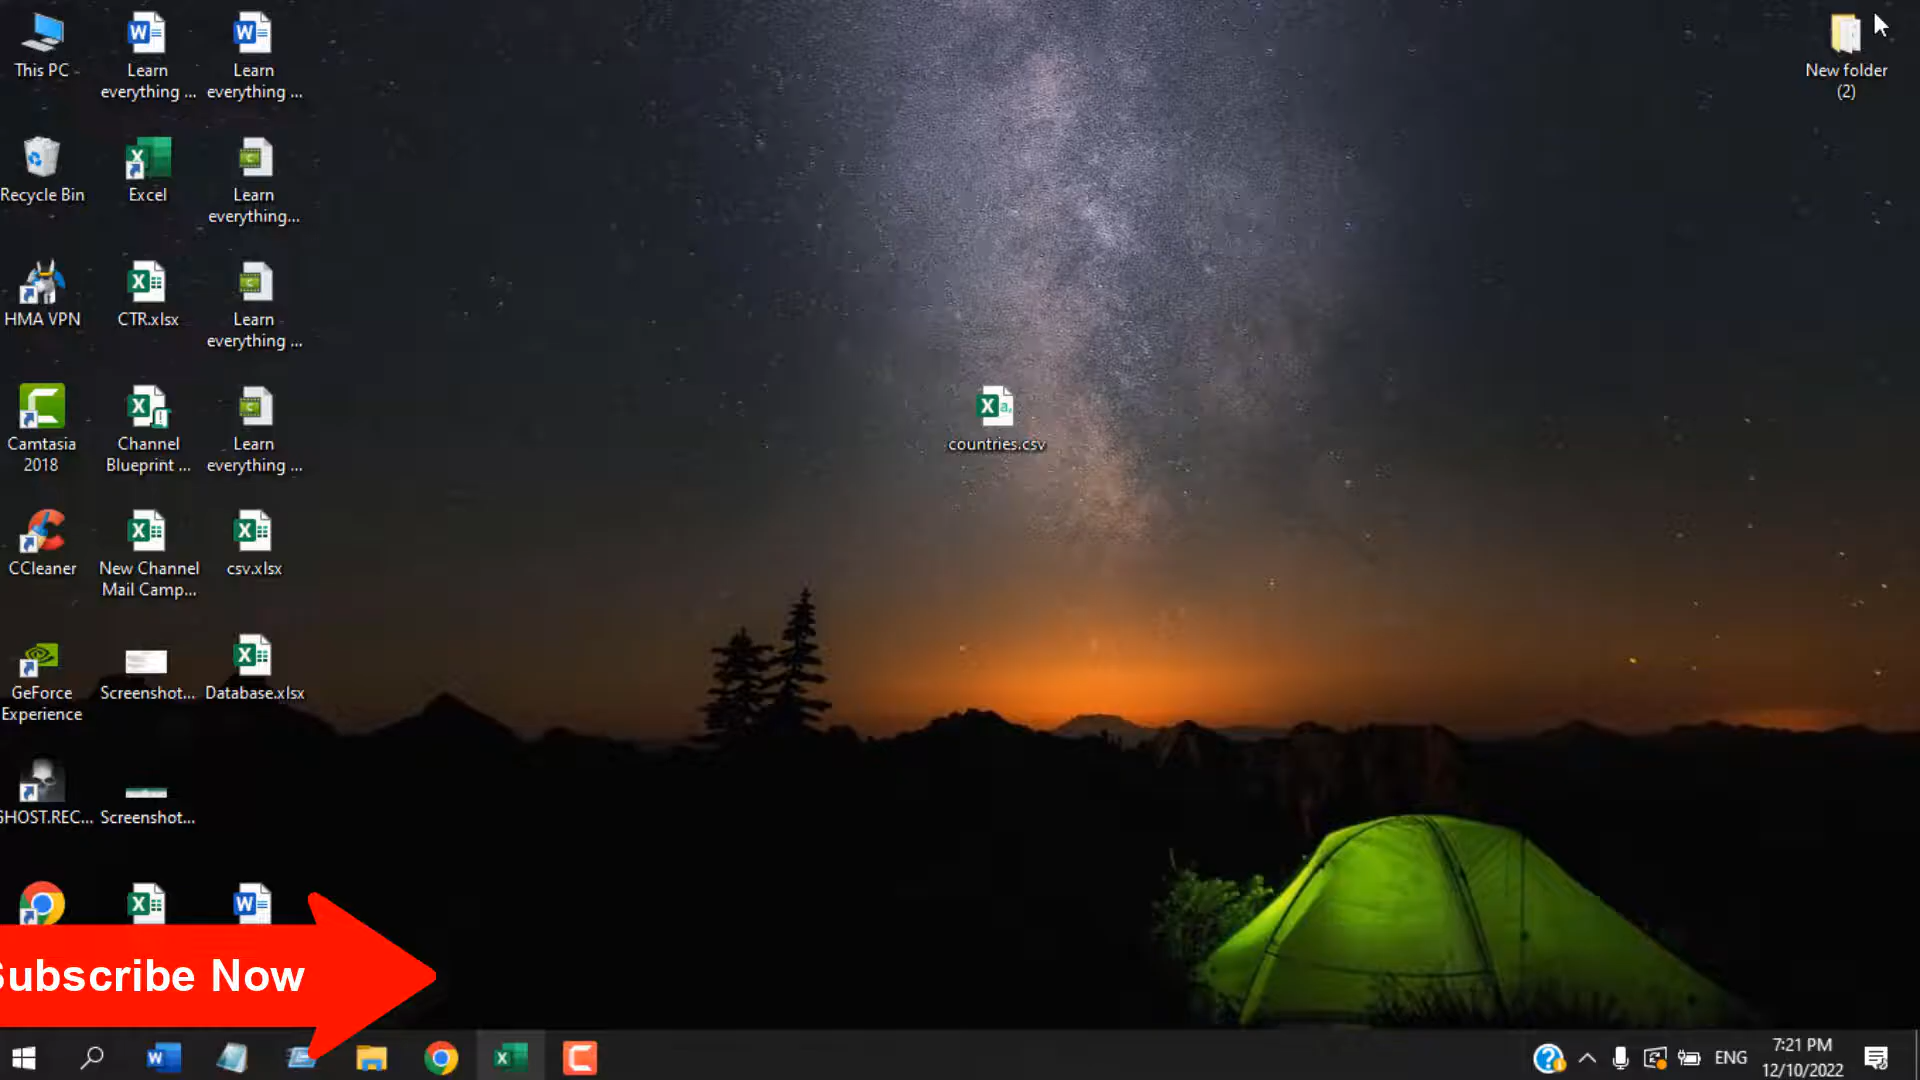 This PC
Learn
everything ...
Learn
everything ...
New folder
(2)
Recycle Bin
Excel
Learn
everything...
HMA VPN
CTR.xlsx
Learn
everything ...
Camtasia
2018
Channel
Blueprint ...
Learn
everything ...
countries.csv
CCleaner
New Channel
Mail Camp...
csv.xlsx
GeForce
Experience
Screenshot...
Database.xlsx
GHOST.REC...
Screenshot...
Subscribe Now
ENG
7:21 PM
12/10/2022